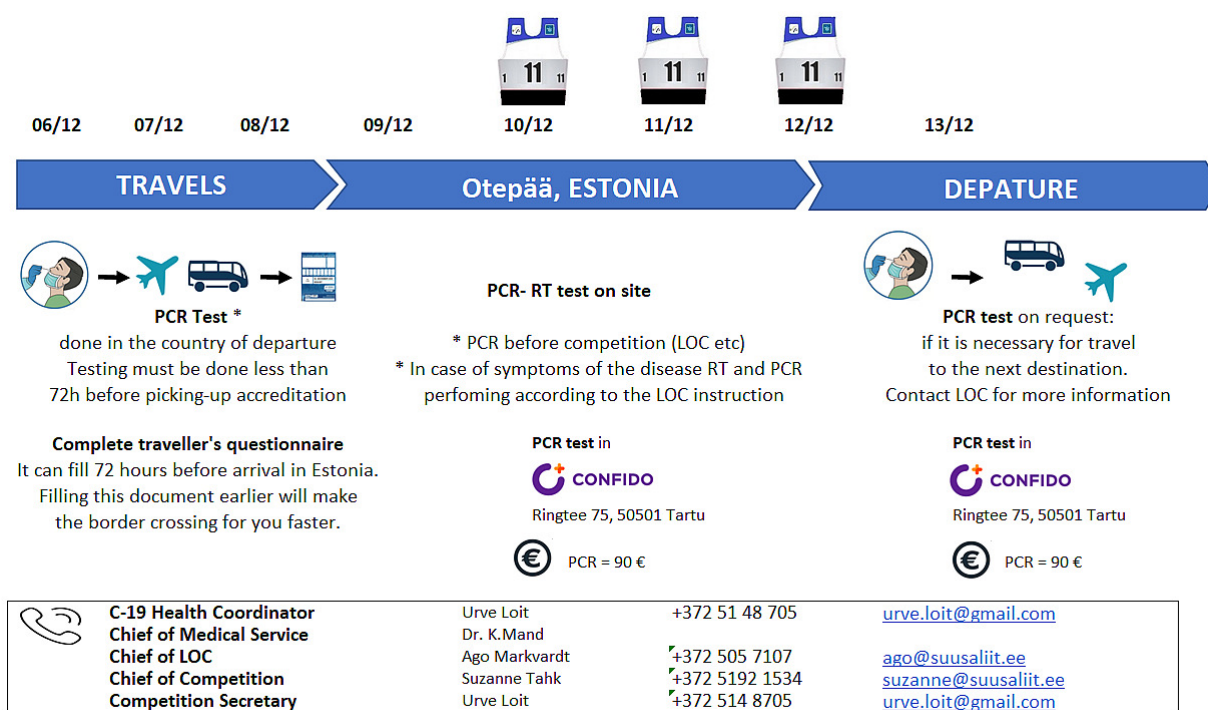 1 11 11
1 11 11
1 11 11
06/12 07/12 08/12 09/12 10/12 11/12 12/12 13/12
TRAVELS
Otepää, ESTONIA
DEPATURE
PCR Test *
done in the country of departure
Testing must be done less than
72h before picking-up accreditation
Complete traveller's questionnaire
It can fill 72 hours before arrival in Estonia.
Filling this document earlier will make
the border crossing for you faster.
PCR- RT test on site
* PCR before competition (LOC etc)
* In case of symptoms of the disease RT and PCR
perfoming according to the LOC instruction
PCR test in
CONFIDO
Ringtee 75, 50501 Tartu
€ PCR = 90 €
PCR test on request:
if it is necessary for travel
to the next destination.
Contact LOC for more information
PCR test in
CONFIDO
Ringtee 75, 50501 Tartu
€ PCR = 90 €
C-19 Health Coordinator Urve Loit +372 51 48 705 urve.loit@gmail.com
Chief of Medical Service Dr. K.Mand
Chief of LOC Ago Markvardt +372 505 7107 ago@suusaliit.ee
Chief of Competition Suzanne Tahk +372 5192 1534 suzanne@suusaliit.ee
Competition Secretary Urve Loit +372 514 8705 urve.loit@gmail.com